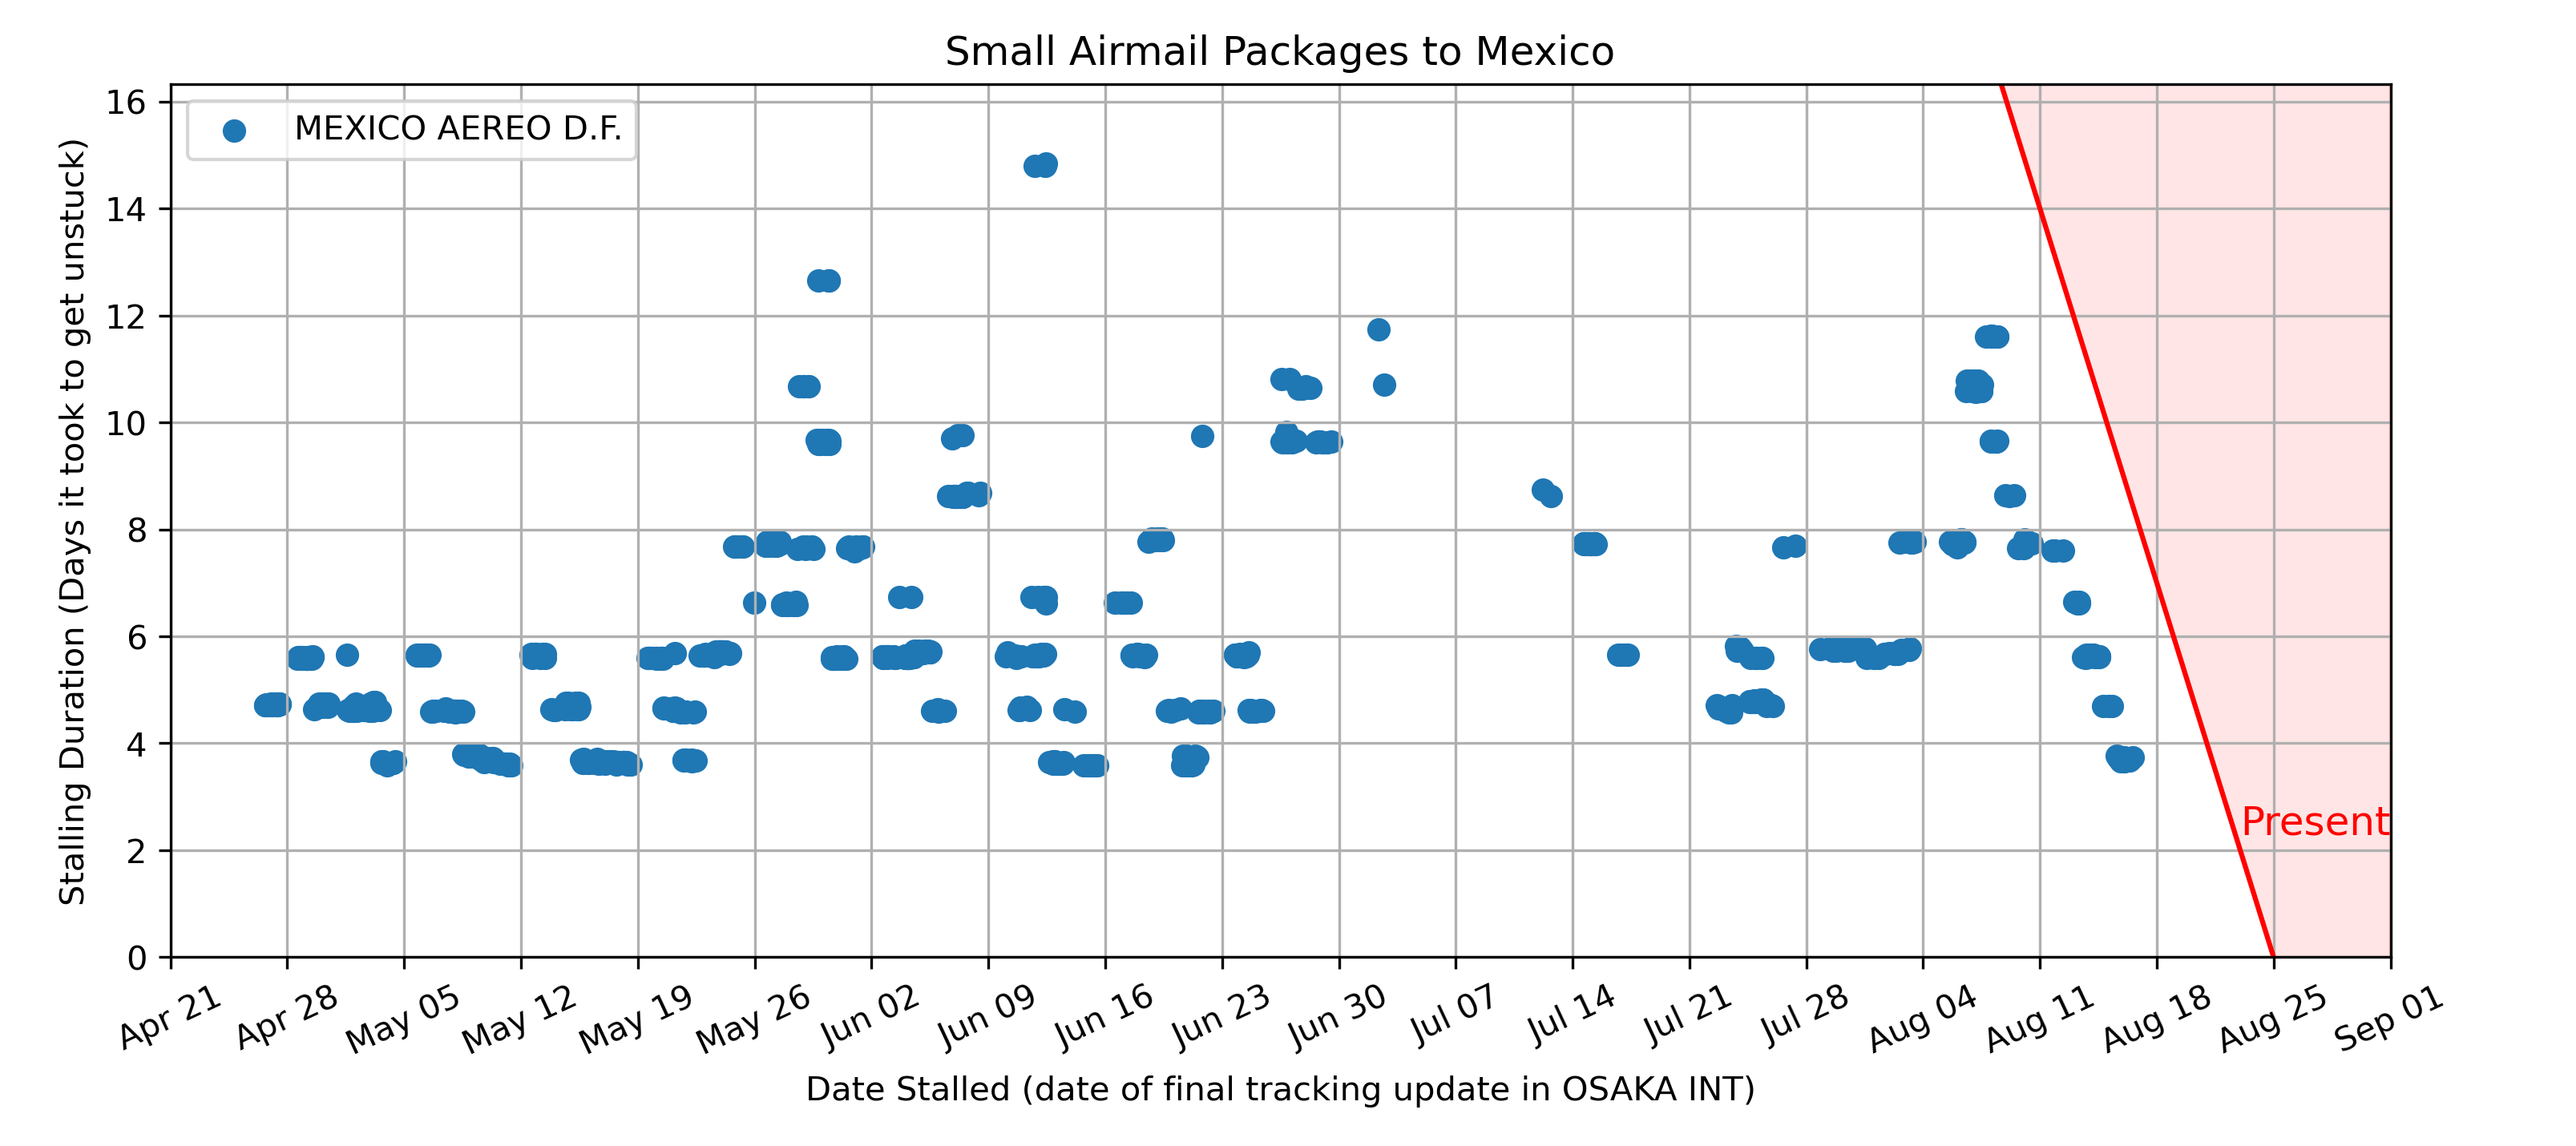 Small Airmail Packages to Mexico
MEXICO AEREO D.F.
Stalling Duration (Days it took to get unstuck)
16
14
12
10
8
6
4
2
0
Present
Apr 21
Apr 28
May 05
May 12
May 19
May 26
Jun 02
Jun 09
Jun 16
Jun 23
Jun 30
Jul 07
Jul 14
Jul 21
Jul 28
Aug 04
Aug 11
Aug 18
Aug 25
Sep 01
Date Stalled (date of final tracking update in OSAKA INT)